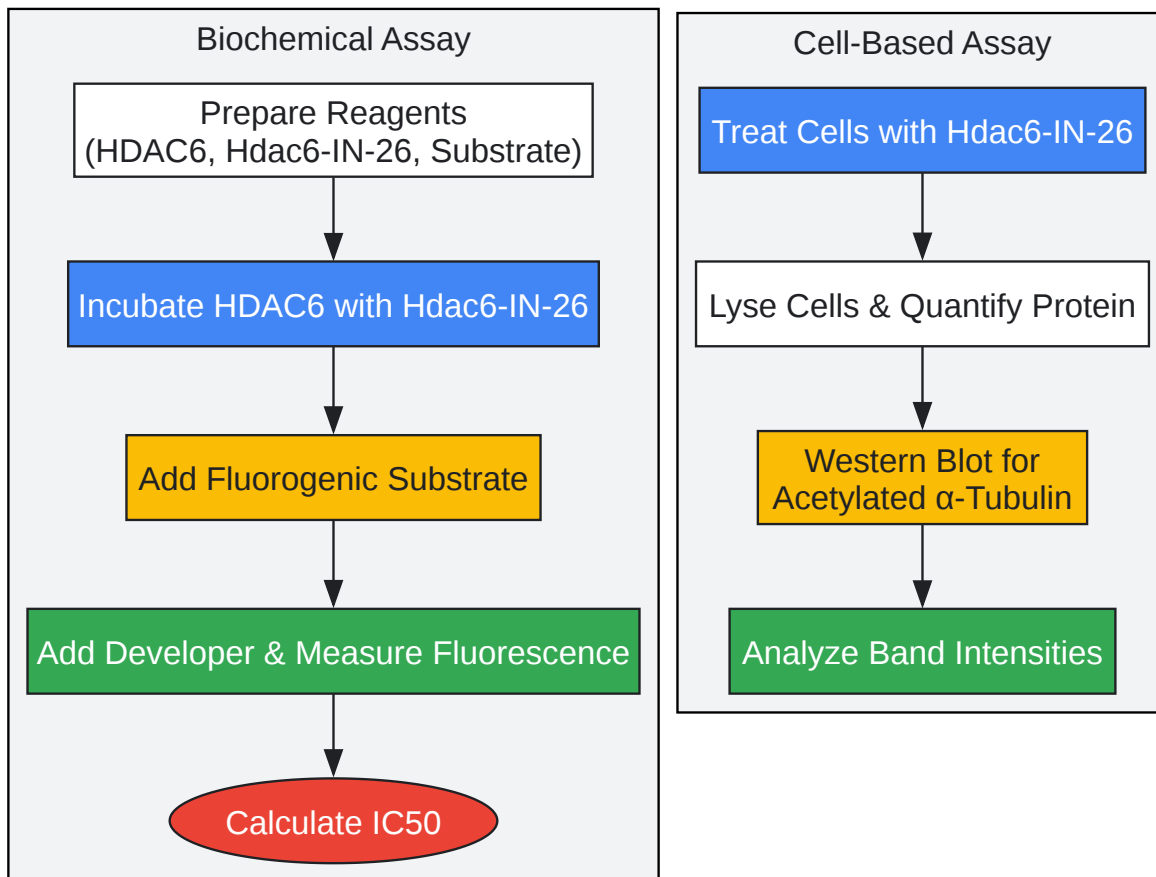 Biochemical Assay
Prepare Reagents
(HDAC6, Hdac6-IN-26, Substrate)
Incubate HDAC6 with Hdac6-IN-26
Add Fluorogenic Substrate
Add Developer & Measure Fluorescence
Calculate IC50
Cell-Based Assay
Treat Cells with Hdac6-IN-26
Lyse Cells & Quantify Protein
Western Blot for
Acetylated α-Tubulin
Analyze Band Intensities